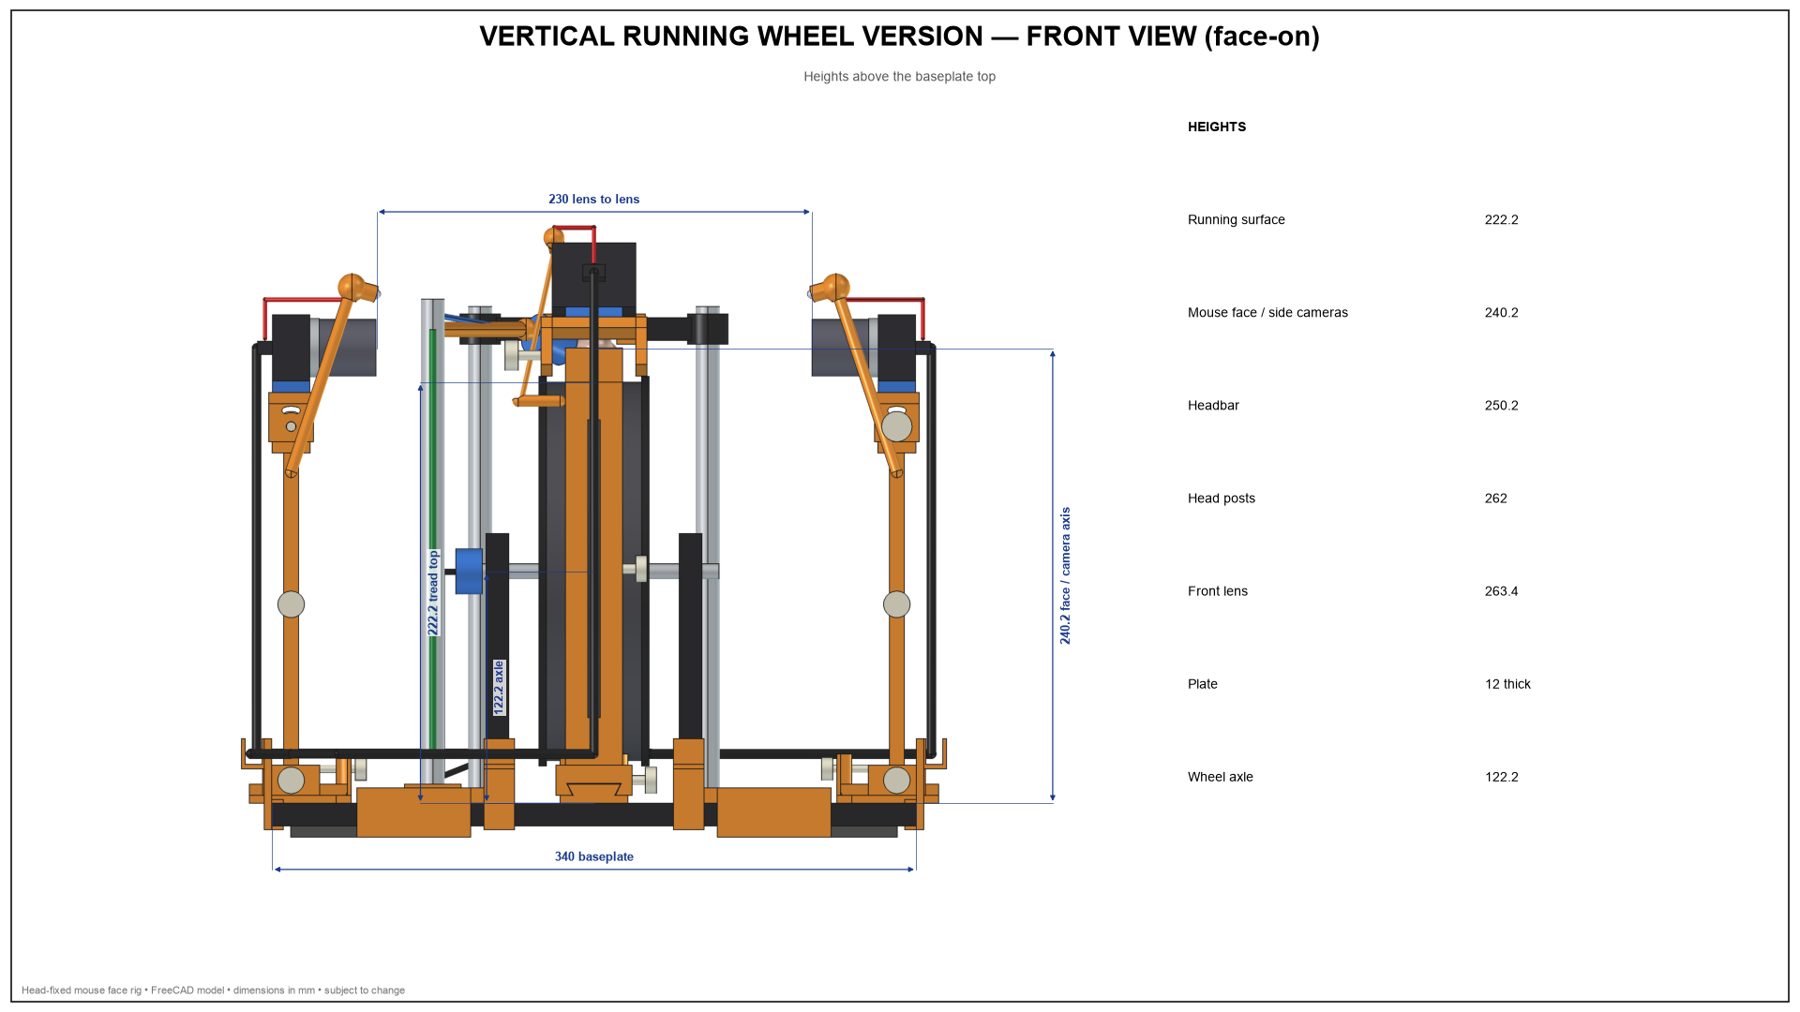 VERTICAL RUNNING WHEEL VERSION — FRONT VIEW (face-on)
Heights above the baseplate top
HEIGHTS
230 lens to lens
Running surface 222.2
Mouse face / side cameras 240.2
Headbar 250.2
Head posts 262
Front lens 263.4
Plate 12 thick
Wheel axle 122.2
222.2 tread top
122.2 axle
240.2 face / camera axis
340 baseplate
Head-fixed mouse face rig • FreeCAD model • dimensions in mm • subject to change